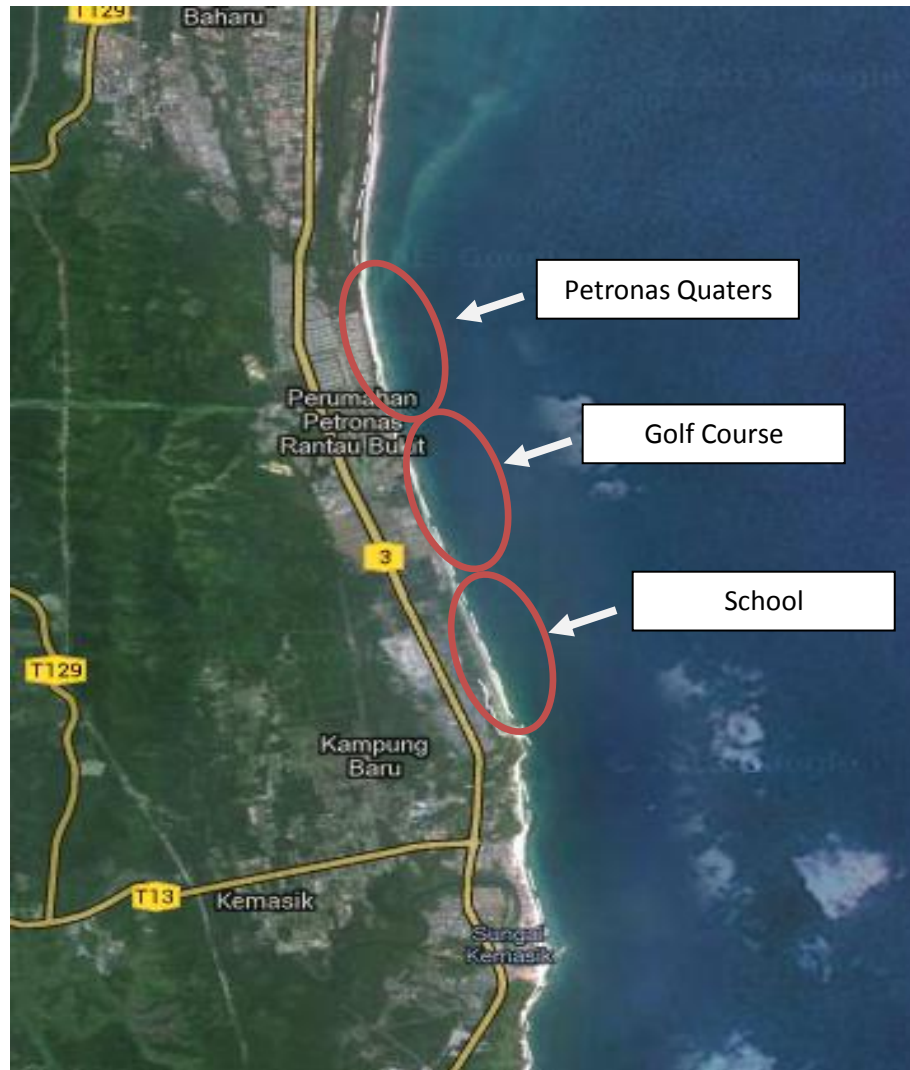 T129
Baharu
Petronas Quaters
Perumahan
Petronas
Rantau Bukit
Golf Course
3
School
T129
Kampung
Baru
T13
Kemasik
Sungai
Kemasik